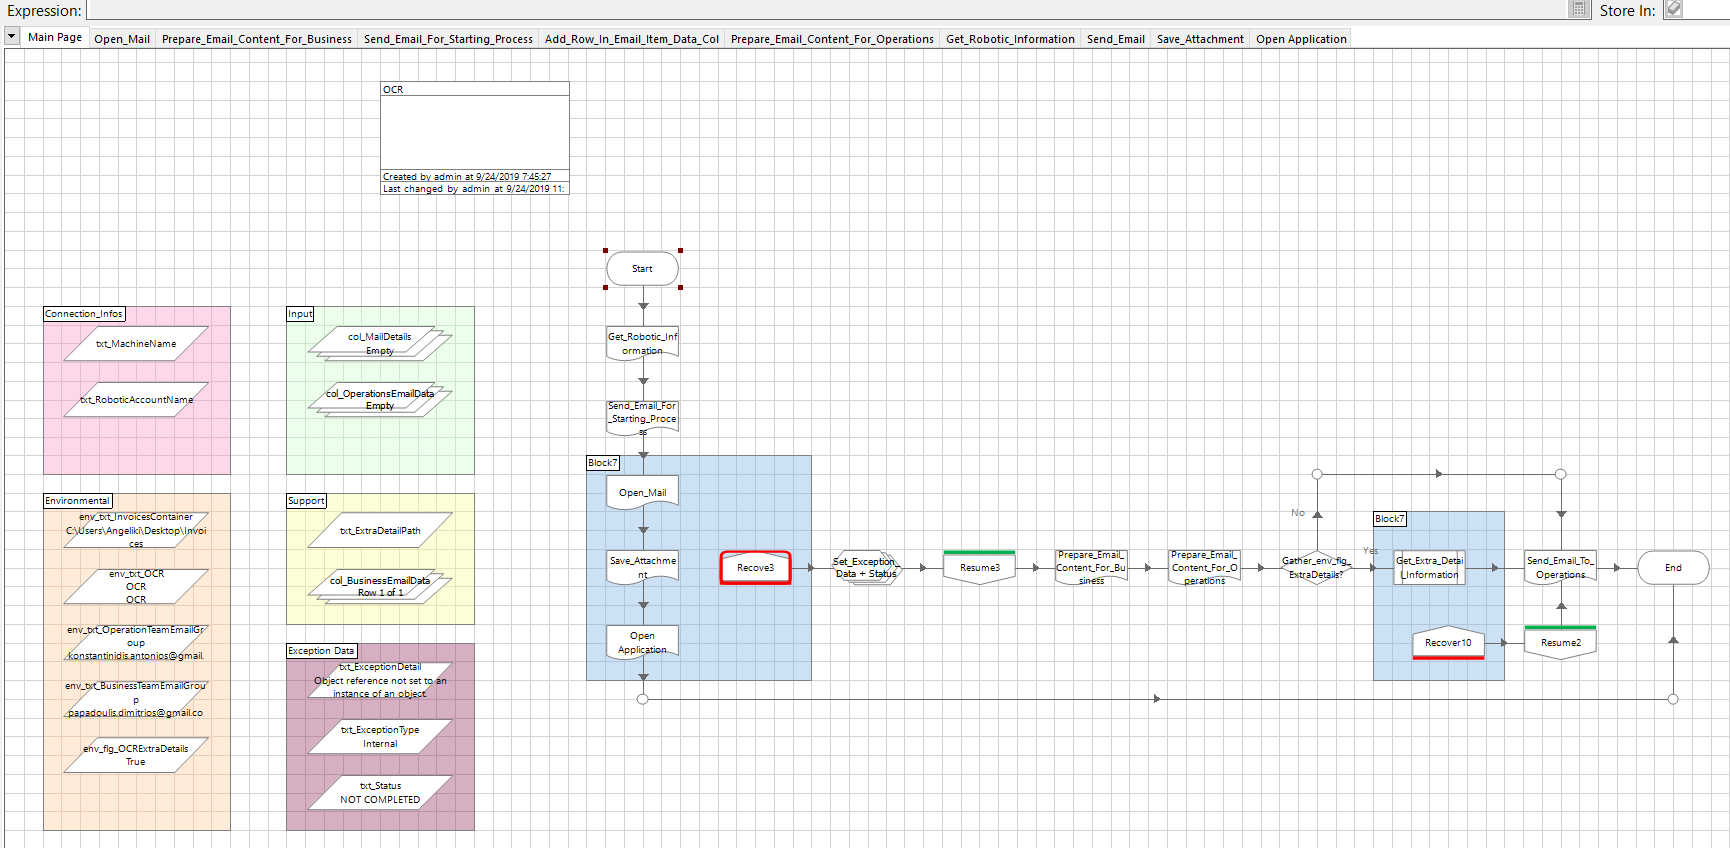 Expression:
Store In:
Main Page
Open_Mail
Prepare_Email_Content_For_Business
Send_Email_For_Starting_Process
Add_Row_In_Email_Item_Data_Col
Prepare_Email_Content_For_Operations
Get_Robotic_Information
Send_Email
Save_Attachment
Open Application
OCR
Created by admin at 9/24/2019 7:45:27
Last changed by admin at 9/24/2019 11:
Start
Get_Robotic_Inf
ormation
Send_Email_For
_Starting_Proce
ss
Connection_Infos
txt_MachineName
txt_RoboticAccountName
Input
col_MailDetails
Empty
col_OperationsEmailData
Empty
Environmental
env_txt_InvoicesContainer
C:\Users\Angeliki\Desktop\Invoi
ces
env_txt_OCR
OCR
OCR
env_txt_OperationTeamEmailGr
oup
konstantinidis.antonios@gmail.
env_txt_BusinessTeamEmailGrou
p
papadoulis.dimitrios@gmail.co
env_flg_OCRExtraDetails
True
Support
txt_ExtraDetailPath
col_BusinessEmailData
Row 1 of 1
Exception Data
txt_ExceptionDetail
Object reference not set to an
instance of an object.
txt_ExceptionType
Internal
txt_Status
NOT COMPLETED
Block7
Open_Mail
Save_Attachme
nt
Open
Application
Recove3
Set_Exception_
Data + Status
Resume3
Prepare_Email_
Content_For_Bu
siness
Prepare_Email_
Content_For_O
perations
Gather_env_flg_
ExtraDetails?
No
Yes
Block7
Get_Extra_Detai
l_Information
Recover10
Send_Email_To_
Operations
Resume2
End